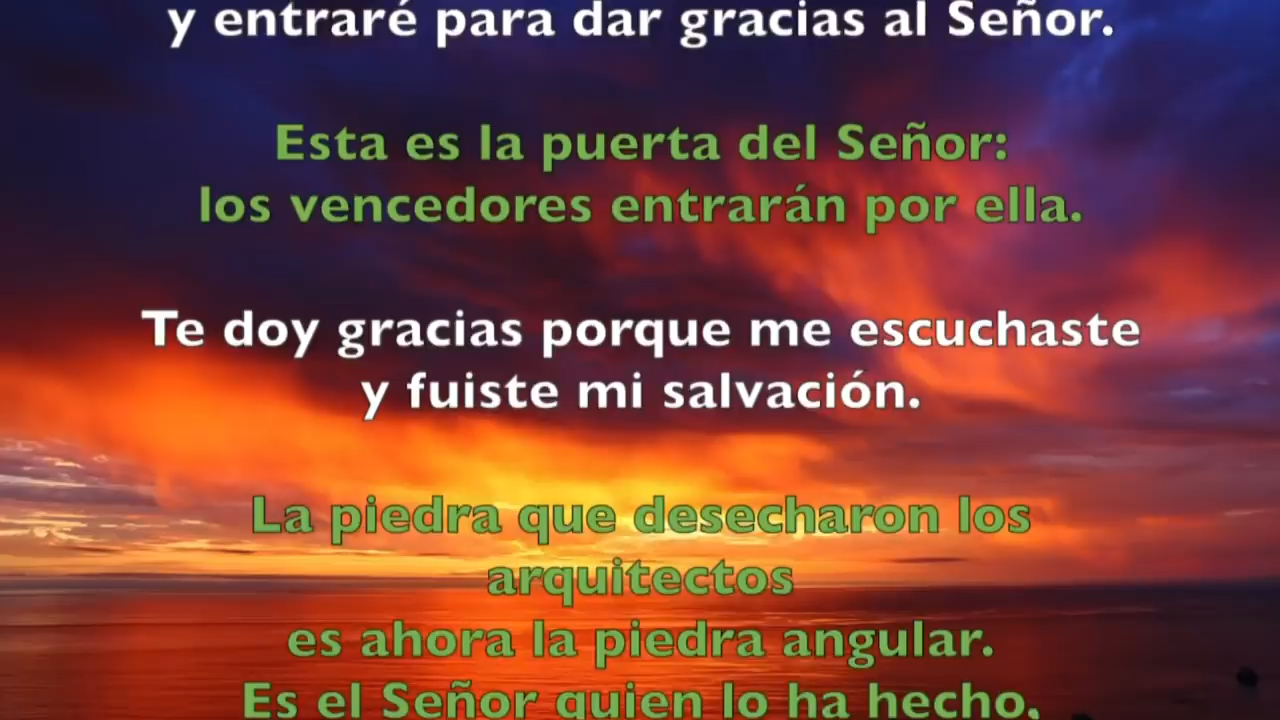 y entraré para dar gracias al Señor.
Esta es la puerta del Señor:
los vencedores entrarán por ella.
Te doy gracias porque me escuchaste
y fuiste mi salvación.
La piedra que desecharon los
arquitectos
es ahora la piedra angular.
Es el Señor quien lo ha hecho,